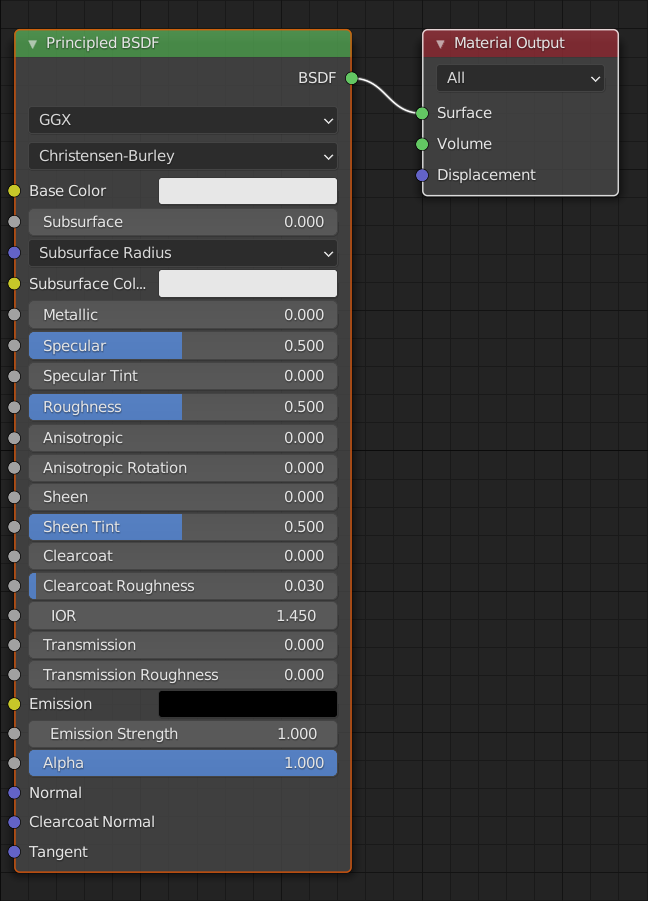 Principled BSDF
BSDF
GGX
Christensen-Burley
Base Color
Subsurface 0.000
Subsurface Radius
Subsurface Col...
Metallic 0.000
Specular 0.500
Specular Tint 0.000
Roughness 0.500
Anisotropic 0.000
Anisotropic Rotation 0.000
Sheen 0.000
Sheen Tint 0.500
Clearcoat 0.000
Clearcoat Roughness 0.030
IOR 1.450
Transmission 0.000
Transmission Roughness 0.000
Emission
Emission Strength 1.000
Alpha 1.000
Normal
Clearcoat Normal
Tangent
Material Output
All
Surface
Volume
Displacement